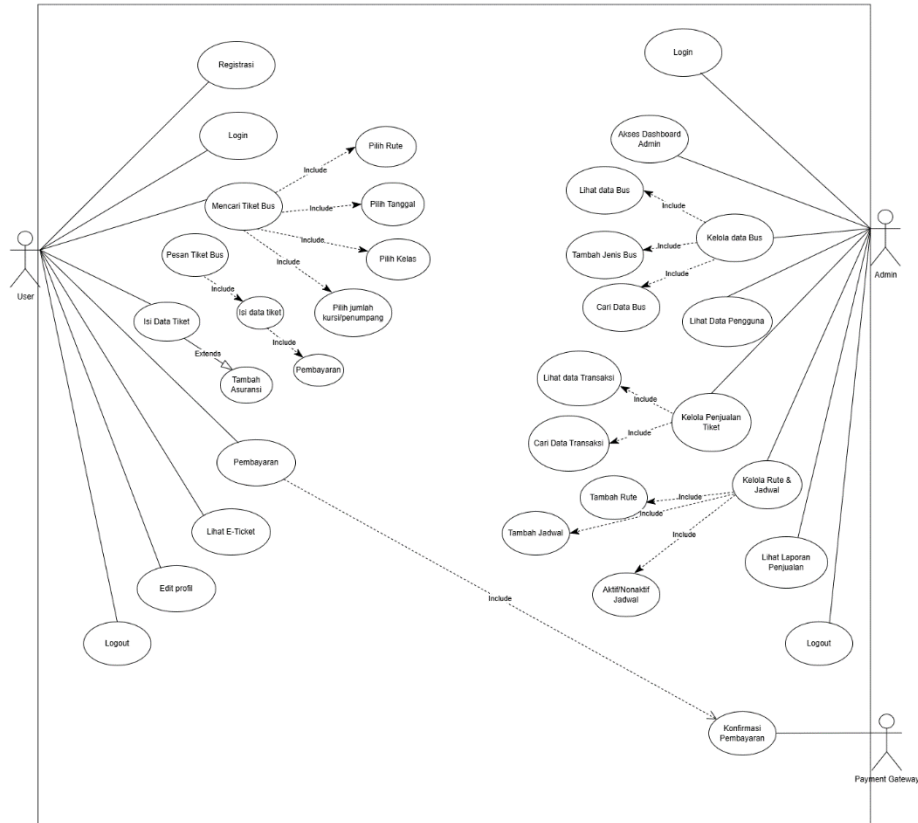 Registrasi
Login
Mencari Tiket Bus
Include
Pilih Rute
Include
Pilih Tanggal
Include
Pilih Kelas
Include
Pilih jumlah
kursi/penumpang
Pesan Tiket Bus
Include
Isi data tiket
Include
Pembayaran
User
Isi Data Tiket
Extends
Tambah
Asuransi
Pembayaran
Lihat E-Ticket
Edit profil
Logout
Include
Login
Akses Dashboard
Admin
Lihat data Bus
Include
Kelola data Bus
Tambah Jenis Bus
Include
Include
Cari Data Bus
Admin
Lihat Data Pengguna
Lihat data Transaksi
Include
Kelola Penjualan
Tiket
Cari Data Transaksi
Include
Kelola Rute &
Jadwal
Tambah Rute
Include
Tambah Jadwal
Include
Include
Aktif/Nonaktif
Jadwal
Lihat Laporan
Penjualan
Logout
Konfirmasi
Pembayaran
Payment Gateway